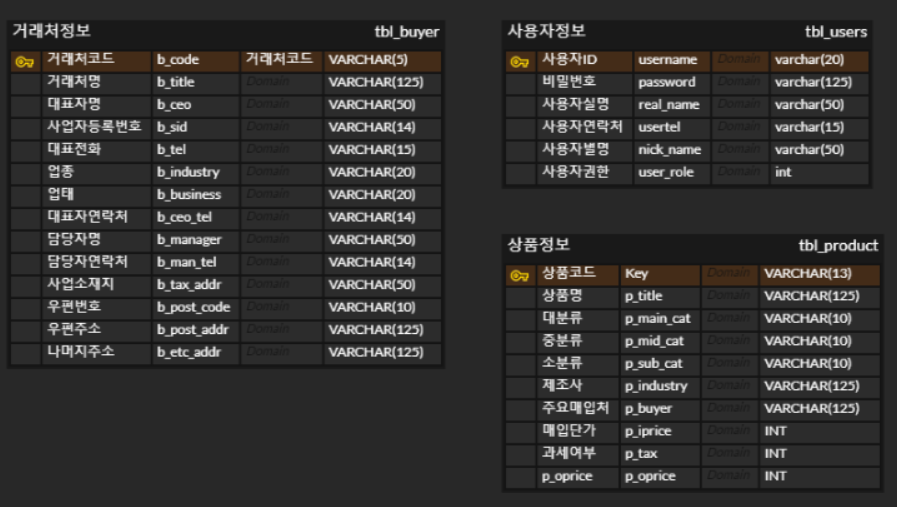 거래처정보 tbl_buyer
거래처코드 b_code 거래처코드 VARCHAR(5)
거래처명 b_title Domain VARCHAR(125)
대표자명 b_ceo Domain VARCHAR(50)
사업자등록번호 b_sid Domain VARCHAR(14)
대표전화 b_tel Domain VARCHAR(15)
업종 b_industry Domain VARCHAR(20)
업태 b_business Domain VARCHAR(20)
대표자연락처 b_ceo_tel Domain VARCHAR(14)
담당자명 b_manager Domain VARCHAR(50)
담당자연락처 b_man_tel Domain VARCHAR(14)
사업소재지 b_tax_addr Domain VARCHAR(50)
우편번호 b_post_code Domain VARCHAR(10)
우편주소 b_post_addr Domain VARCHAR(125)
나머지주소 b_etc_addr Domain VARCHAR(125)
사용자정보 tbl_users
사용자ID username Domain varchar(20)
비밀번호 password Domain varchar(125)
사용자실명 real_name Domain varchar(50)
사용자연락처 usertel Domain varchar(15)
사용자별명 nick_name Domain varchar(50)
사용자권한 user_role Domain int
상품정보 tbl_product
상품코드 Key Domain VARCHAR(13)
상품명 p_title Domain VARCHAR(125)
대분류 p_main_cat Domain VARCHAR(10)
중분류 p_mid_cat Domain VARCHAR(10)
소분류 p_sub_cat Domain VARCHAR(10)
제조사 p_industry Domain VARCHAR(125)
주요매입처 p_buyer Domain VARCHAR(125)
매입단가 p_iprice Domain INT
과세여부 p_tax Domain INT
p_oprice p_oprice Domain INT